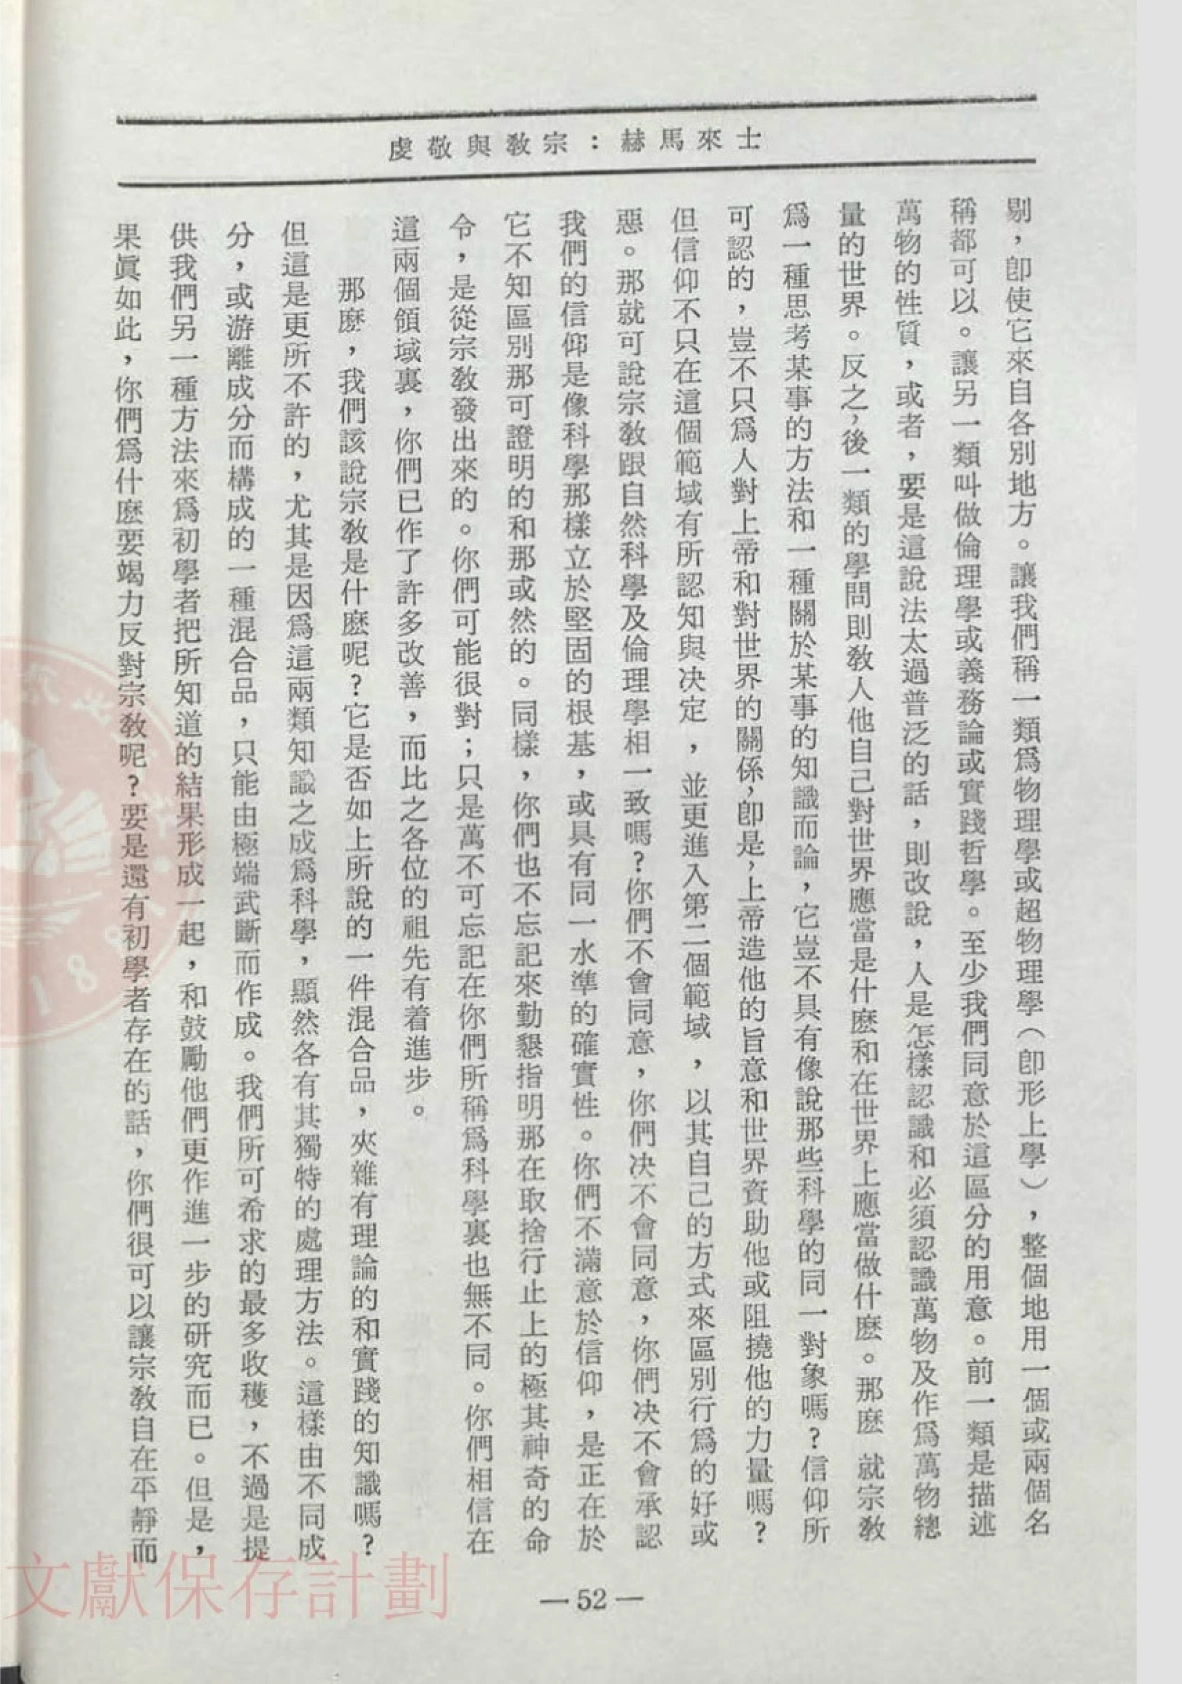 士來馬赫：宗教與敬虔
剔，卽使它來自各別地方。讓我們稱一類爲物理學或超物理學（卽形上學），整個地用一個或兩個名
稱都可以。讓另一類叫做倫理學或義務論或實踐哲學。至少我們同意於這區分的用意。前一類是描述
萬物的性質，或者，要是這說法太過普泛的話，則改說，人是怎樣認識和必須認識萬物及作爲萬物總
量的世界。反之，後一類的學問則敎人他自己對世界應當是什麽和在世界上應當做什麽。那麽 就宗敎
爲一種思考某事的方法和一種關於某事的知識而論，它豈不具有像說那些科學的同一對象嗎？信仰所
可認的，豈不只爲人對上帝和對世界的關係，卽是，上帝造他的旨意和世界資助他或阻撓他的力量嗎？
但信仰不只在這個範域有所認知與決定，並更進入第二個範域，以其自己的方式來區別行爲的好或
惡。那就可說宗敎跟自然科學及倫理學相一致嗎？你們不會同意，你們決不會同意，你們決不會承認
我們的信仰是像科學那樣立於堅固的根基，或具有同一水準的確實性。你們不滿意於信仰，是正在於
它不知區別那可證明的和那或然的。同樣，你們也不忘記來勤懇指明那在取捨行止上的極其神奇的命
令，是從宗敎發出來的。你們可能很對；只是萬不可忘記在你們所稱爲科學裏也無不同。你們相信在
這兩個領域裏，你們已作了許多改善，而比之各位的祖先有着進步。
那麽，我們該說宗敎是什麽呢？它是否如上所說的一件混合品，夾雜有理論的和實踐的知識嗎？
但這是更所不許的，尤其是因爲這兩類知識之成爲科學，顯然各有其獨特的處理方法。這樣由不同成
分，或游離成分而構成的一種混合品，只能由極端武斷而作成。我們所可希求的最多收穫，不過是提
供我們另一種方法來爲初學者把所知道的結果形成一起，和鼓勵他們更作進一步的研究而已。但是，
果眞如此，你們爲什麽要竭力反對宗敎呢？要是還有初學者存在的話，你們很可以讓宗敎自在平靜而
—52—
文獻保存計劃